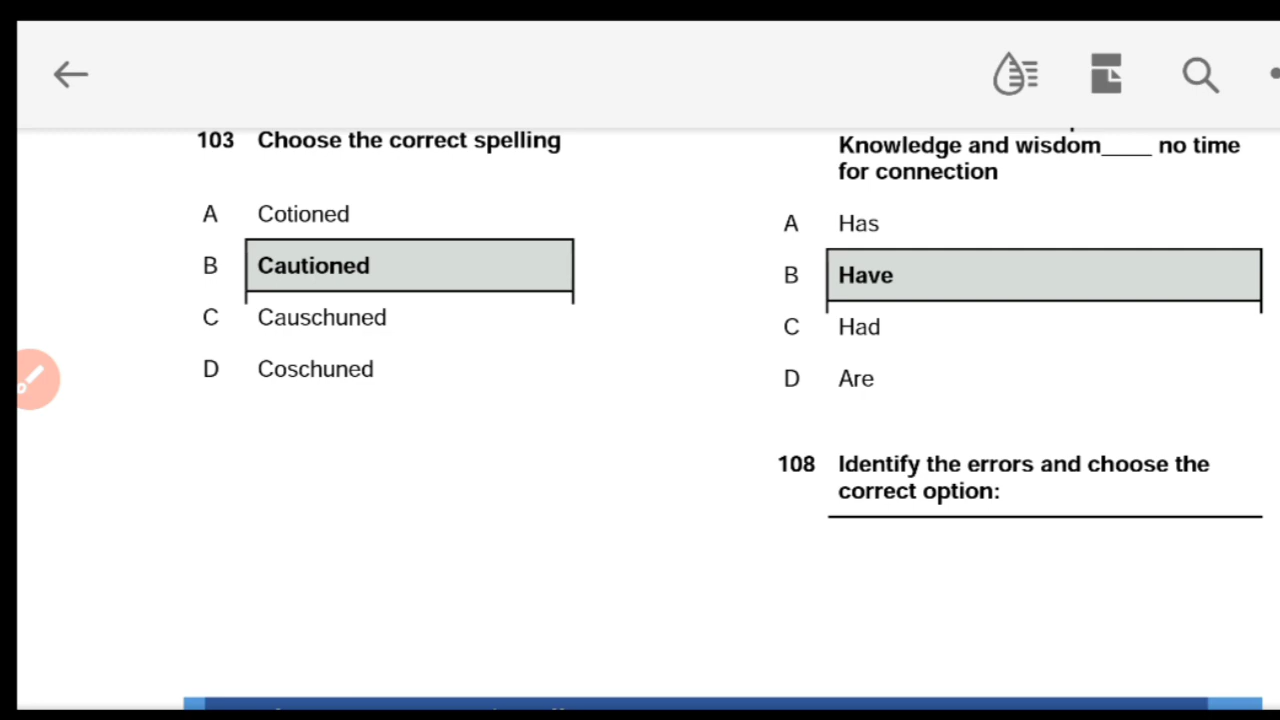 103 Choose the correct spelling
A Cotioned
B Cautioned
C Causchuned
D Coschuned
Knowledge and wisdom____ no time
for connection
A Has
B Have
C Had
D Are
108 Identify the errors and choose the
correct option: